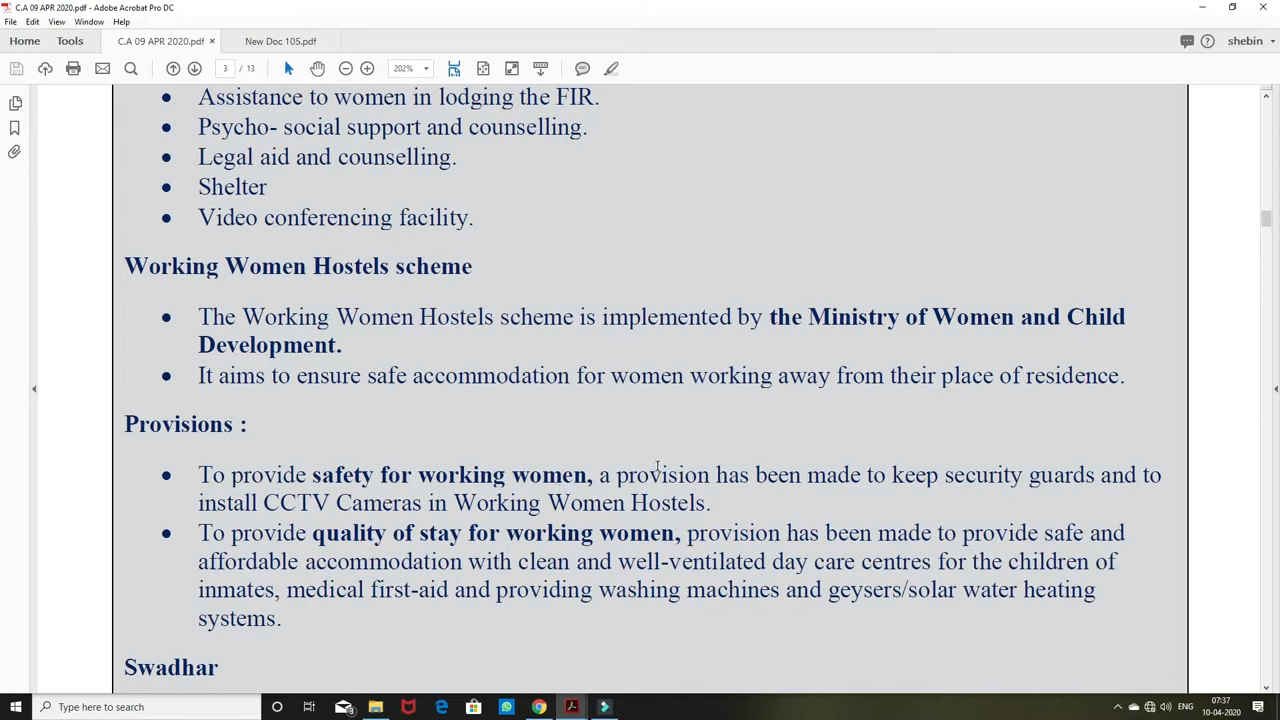 C.A 09 APR 2020.pdf - Adobe Acrobat Pro DC
File Edit View Window Help
Home Tools C.A 09 APR 2020.pdf × New Doc 105.pdf shebin
3 / 13 202%
• Assistance to women in lodging the FIR.
• Psycho- social support and counselling.
• Legal aid and counselling.
• Shelter
• Video conferencing facility.
Working Women Hostels scheme
• The Working Women Hostels scheme is implemented by the Ministry of Women and Child
Development.
• It aims to ensure safe accommodation for women working away from their place of residence.
Provisions :
• To provide safety for working women, a provision has been made to keep security guards and to
install CCTV Cameras in Working Women Hostels.
• To provide quality of stay for working women, provision has been made to provide safe and
affordable accommodation with clean and well-ventilated day care centres for the children of
inmates, medical first-aid and providing washing machines and geysers/solar water heating
systems.
Swadhar
Type here to search
ENG
07:37
10-04-2020